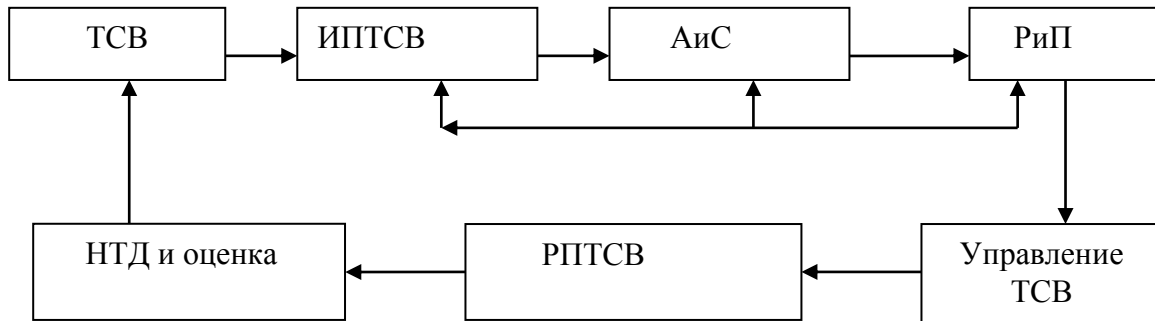 ТСВ
ИПТСВ
АиС
РиП
НТД и оценка
РПТСВ
Управление
ТСВ